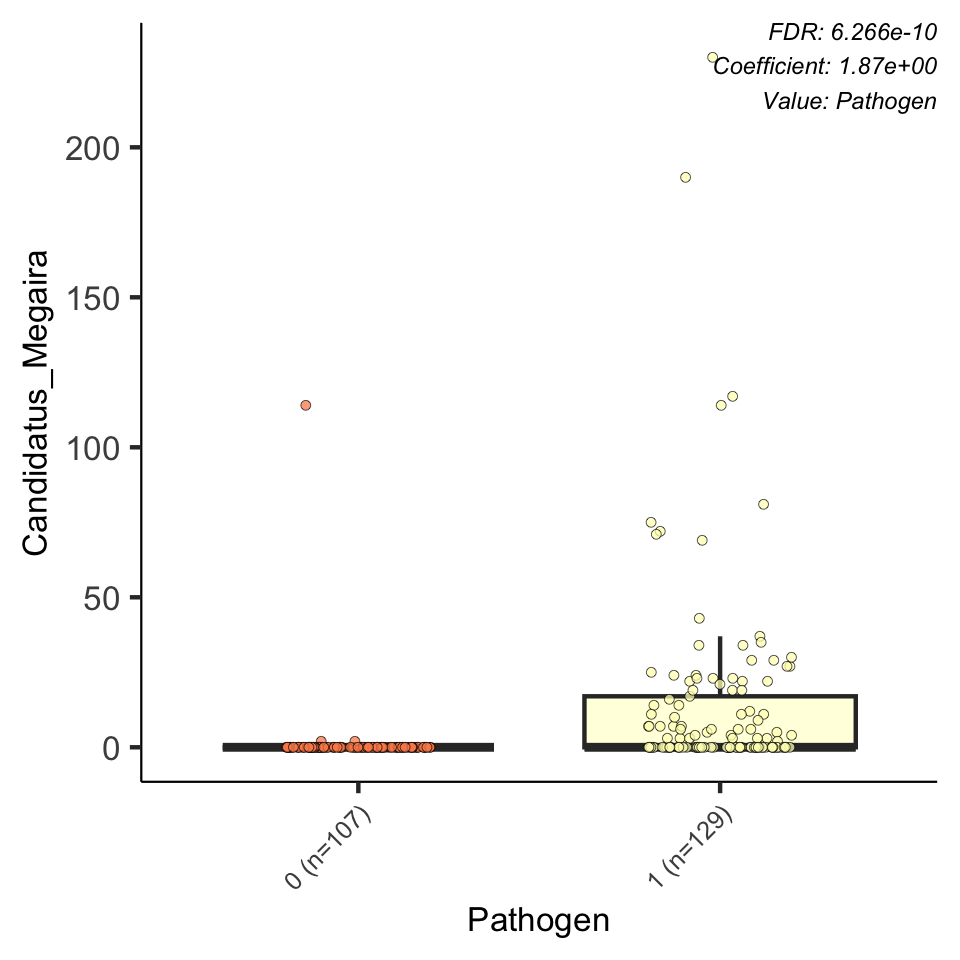 FDR: 6.266e-10
Coefficient: 1.87e+00
Value: Pathogen
Candidatus_Megaira
200
150
100
50
0
0 (n=107)
1 (n=129)
Pathogen